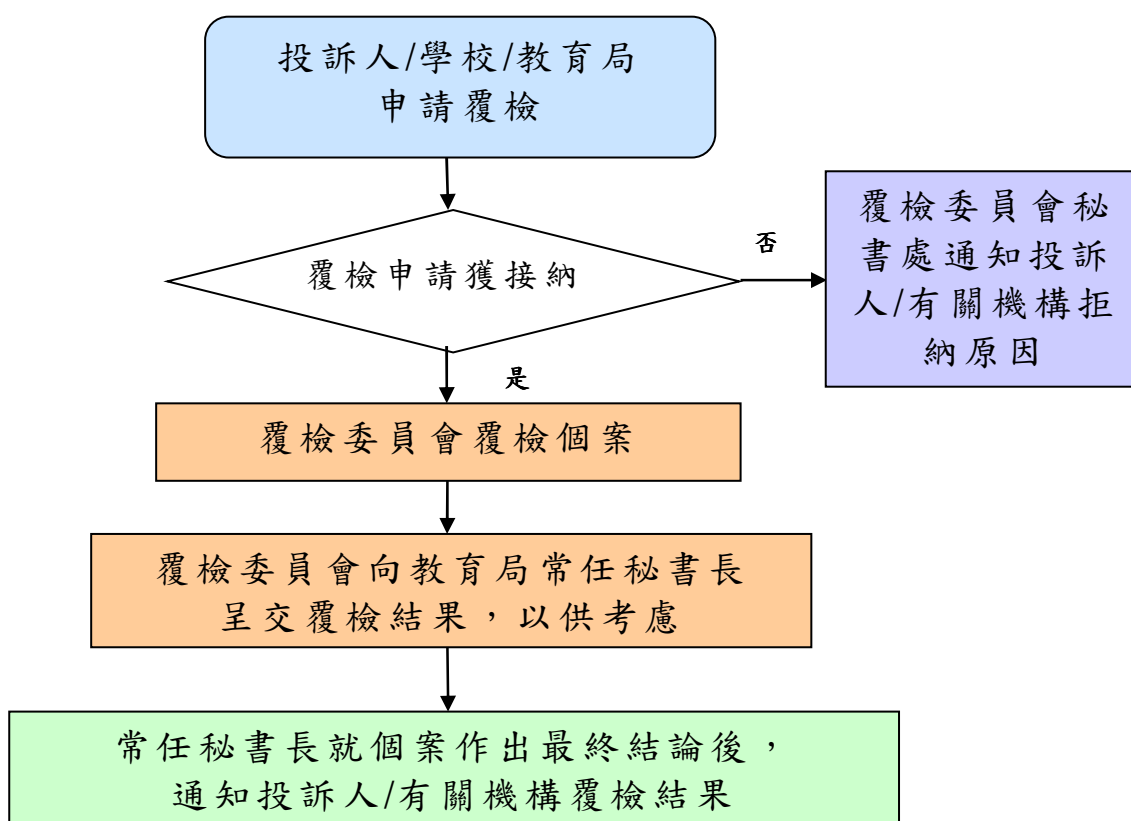 投訴人/學校/教育局
申請覆檢
覆檢申請獲接納
否
覆檢委員會秘
書處通知投訴
人/有關機構拒
納原因
是
覆檢委員會覆檢個案
覆檢委員會向教育局常任秘書長
呈交覆檢結果，以供考慮
常任秘書長就個案作出最終結論後，
通知投訴人/有關機構覆檢結果